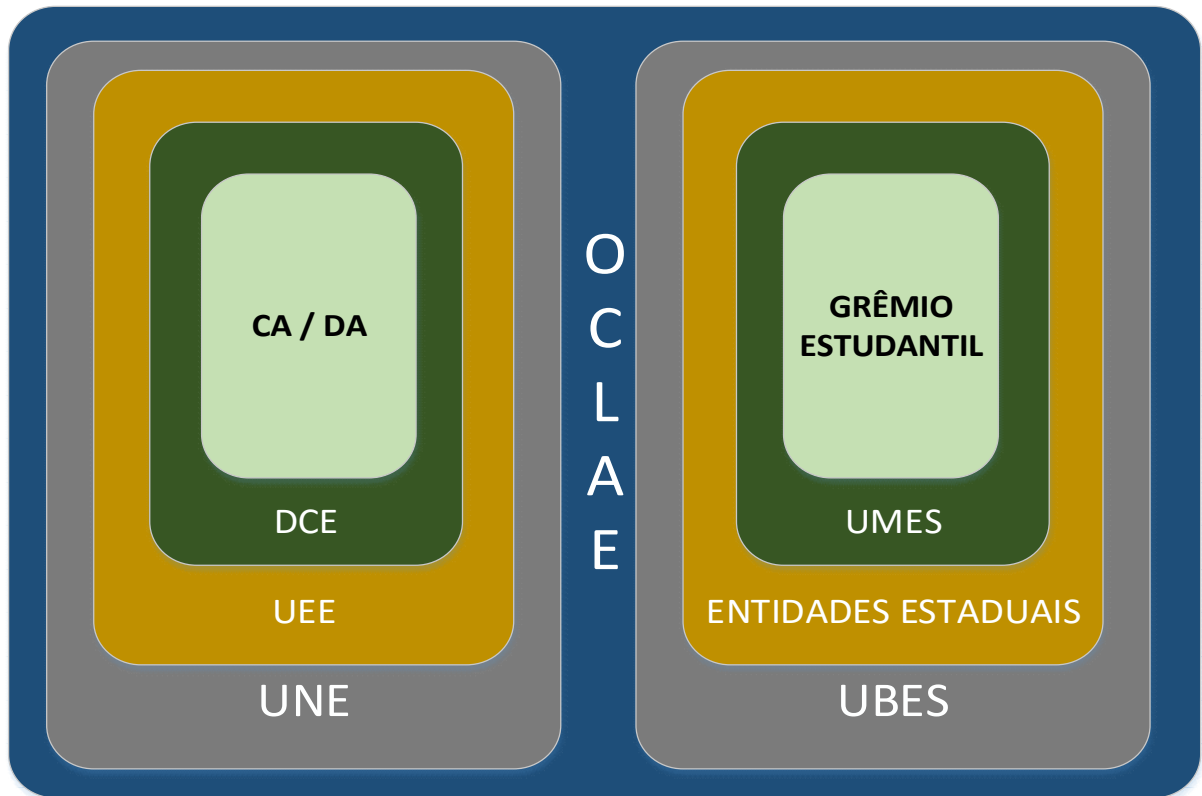 CA / DA
DCE
UEE
UNE
O
C
L
A
E
GRÊMIO
ESTUDANTIL
UMES
ENTIDADES ESTADUAIS
UBES